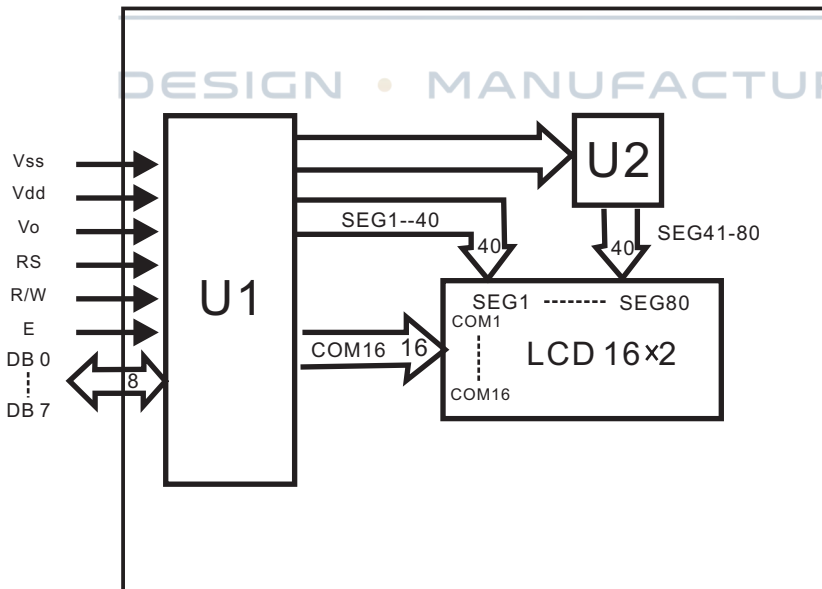 DESIGN • MANUFACTUR
Vss
Vdd
Vo
RS
R/W
E
DB 0
DB 7
8
U1
U2
SEG1--40
40
40
SEG41-80
SEG1 -------- SEG80
COM1
COM16
LCD 16×2
COM16 16